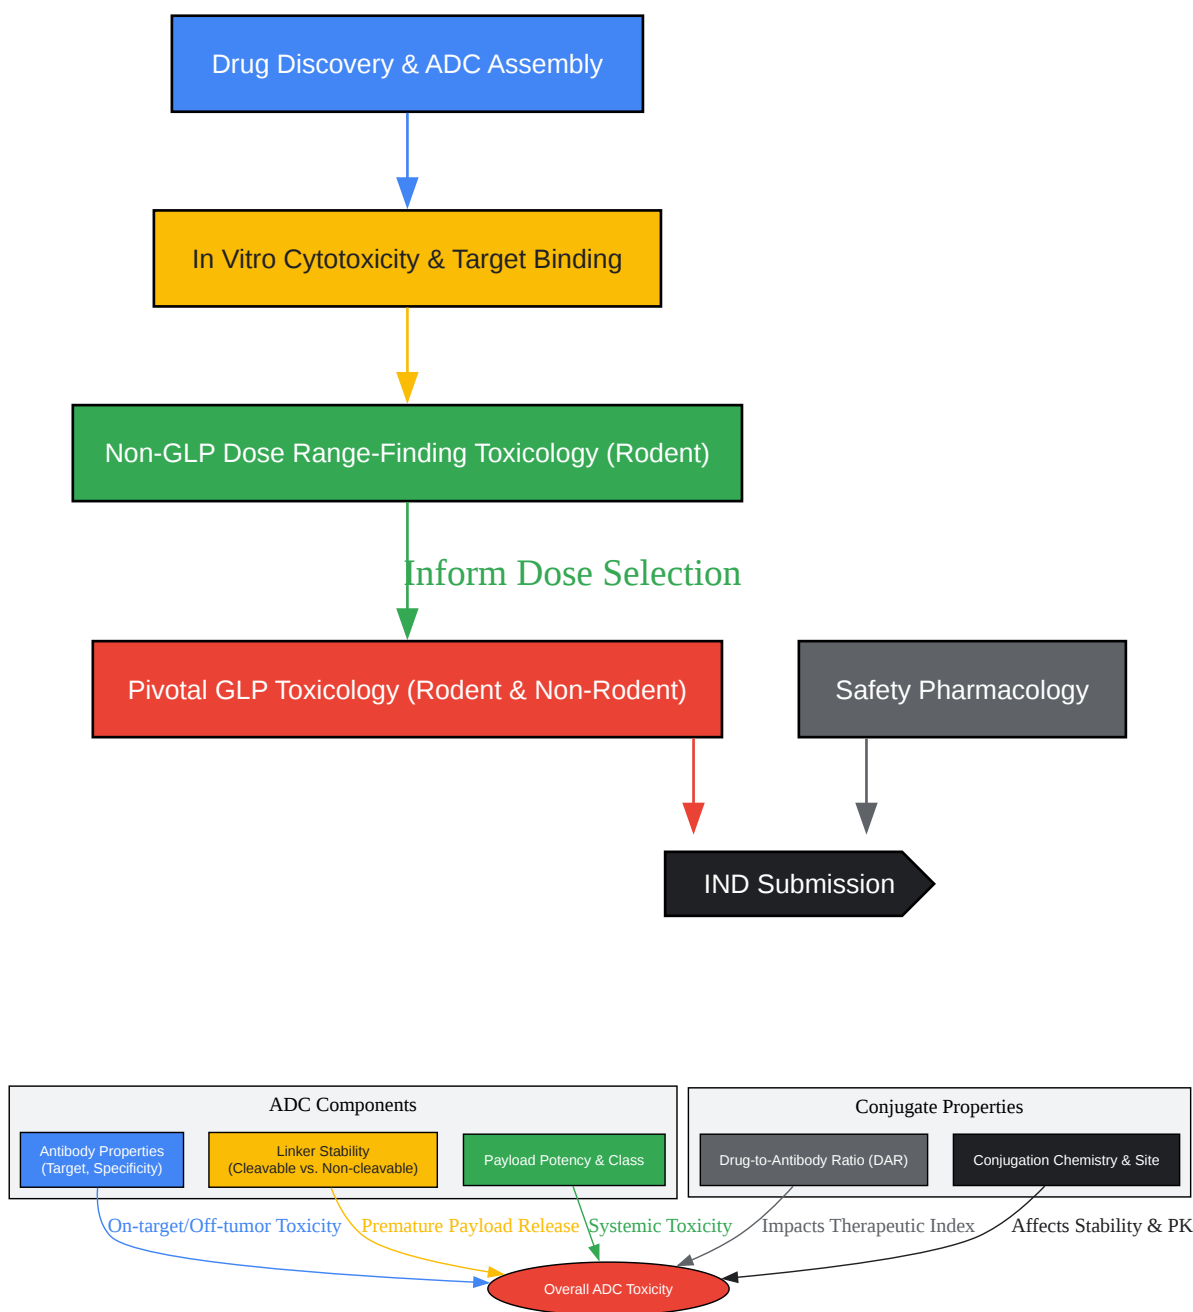 Drug Discovery & ADC Assembly
In Vitro Cytotoxicity & Target Binding
Non-GLP Dose Range-Finding Toxicology (Rodent)
Inform Dose Selection
Pivotal GLP Toxicology (Rodent & Non-Rodent)
Safety Pharmacology
IND Submission
ADC Components
Antibody Properties
(Target, Specificity)
Linker Stability
(Cleavable vs. Non-cleavable)
Payload Potency & Class
Conjugate Properties
Drug-to-Antibody Ratio (DAR)
Conjugation Chemistry & Site
On-target/Off-tumor Toxicity
Premature Payload Release
Systemic Toxicity
Impacts Therapeutic Index
Affects Stability & PK
Overall ADC Toxicity